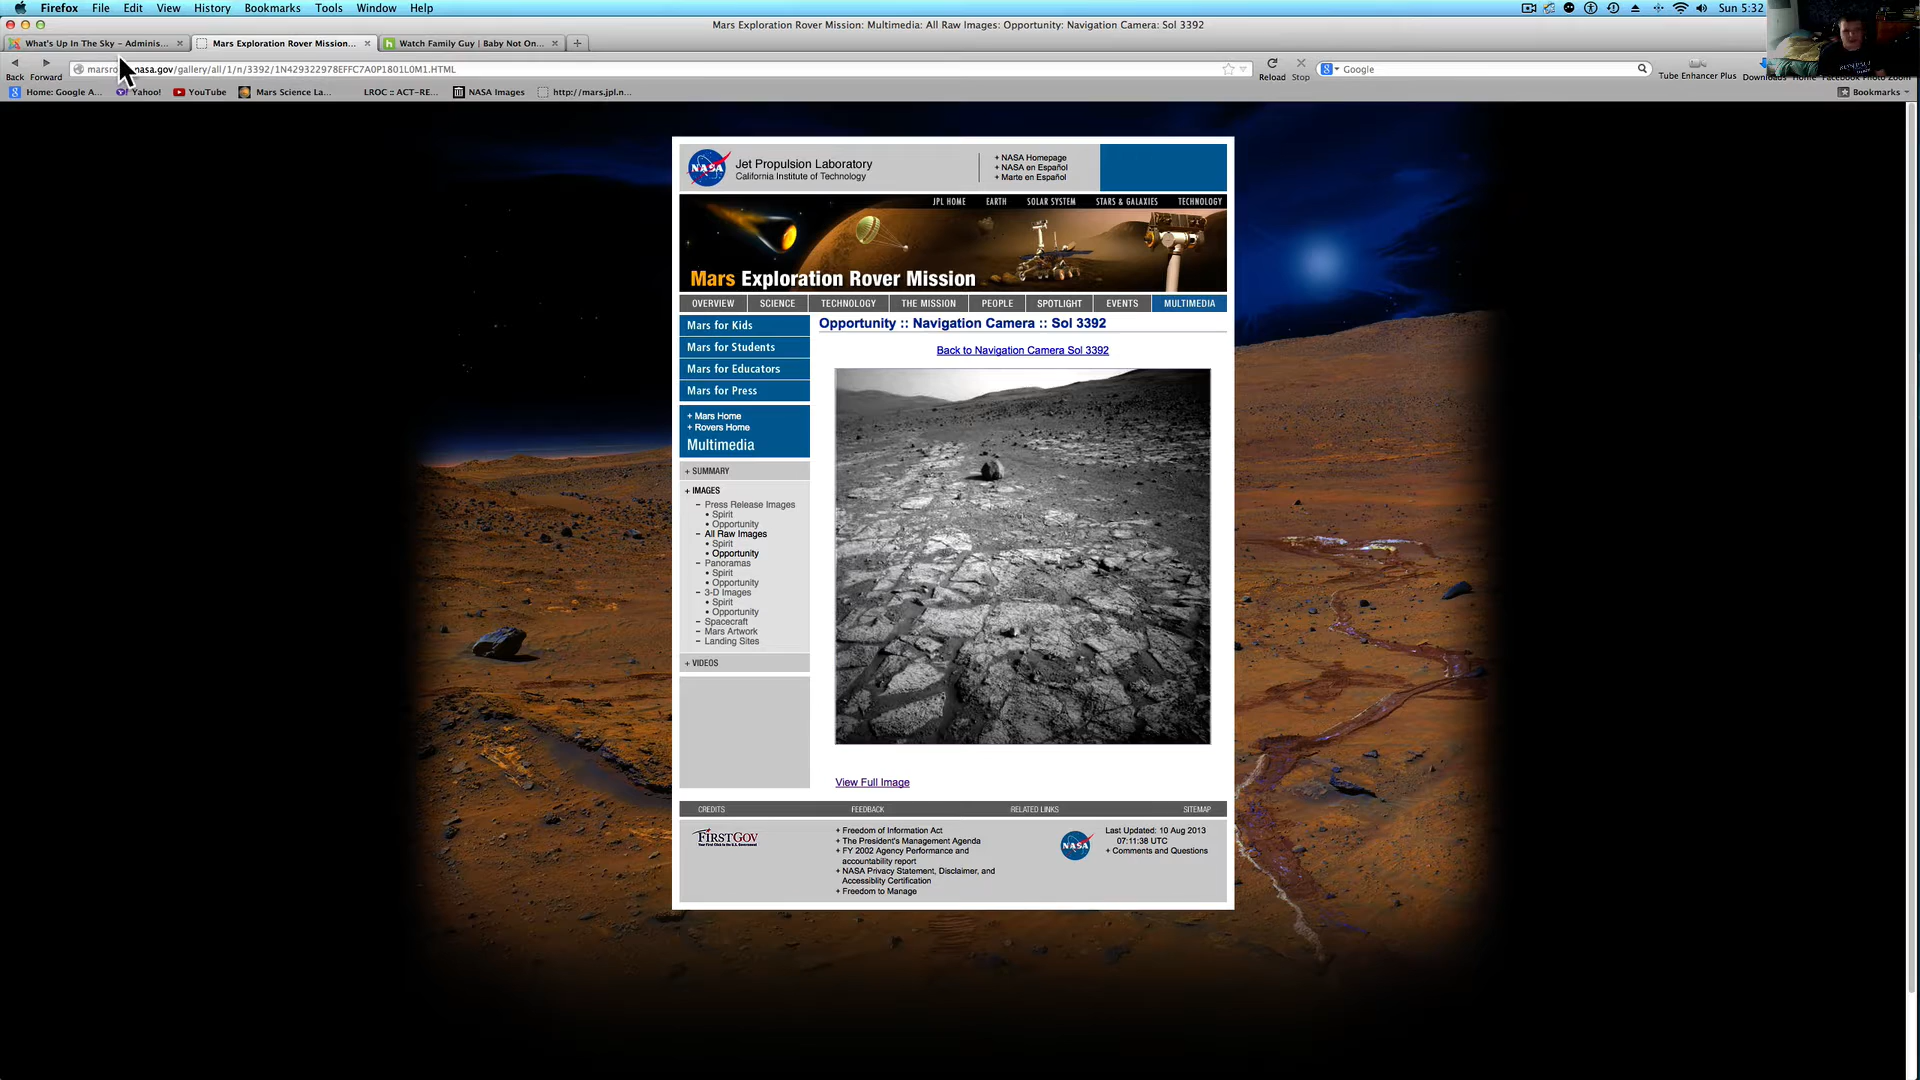 Firefox File Edit View History Bookmarks Tools Window Help Sun 5:32
Mars Exploration Rover Mission: Multimedia: All Raw Images: Opportunity: Navigation Camera: Sol 3392
What's Up In The Sky – Adminis... Mars Exploration Rover Mission... Watch Family Guy | Baby Not On...
nasa.gov/gallery/all/1/n/3392/1N429322978EFFC7A0P1801L0M1.HTML
Google
Back Forward Reload Stop Tube Enhancer Plus
Home: Google A... Yahoo! YouTube Mars Science La... LROC :: ACT-RE... NASA Images http://mars.jpl.n... Bookmarks
NASA
Jet Propulsion Laboratory
California Institute of Technology
+ NASA Homepage
+ NASA en Español
+ Marte en Español
JPL HOME EARTH SOLAR SYSTEM STARS & GALAXIES TECHNOLOGY
Mars Exploration Rover Mission
OVERVIEW SCIENCE TECHNOLOGY THE MISSION PEOPLE SPOTLIGHT EVENTS MULTIMEDIA
Mars for Kids
Mars for Students
Mars for Educators
Mars for Press
+ Mars Home
+ Rovers Home
Multimedia
+ SUMMARY
+ IMAGES
– Press Release Images
• Spirit
• Opportunity
– All Raw Images
• Spirit
• Opportunity
– Panoramas
• Spirit
• Opportunity
– 3-D Images
• Spirit
• Opportunity
– Spacecraft
– Mars Artwork
– Landing Sites
+ VIDEOS
Opportunity :: Navigation Camera :: Sol 3392
Back to Navigation Camera Sol 3392
View Full Image
CREDITS FEEDBACK RELATED LINKS SITEMAP
FIRSTGOV
Your First Click to the U.S. Government
+ Freedom of Information Act
+ The President's Management Agenda
+ FY 2002 Agency Performance and
accountability report
+ NASA Privacy Statement, Disclaimer, and
Accessiblity Certification
+ Freedom to Manage
NASA
Last Updated: 10 Aug 2013
07:11:38 UTC
+ Comments and Questions